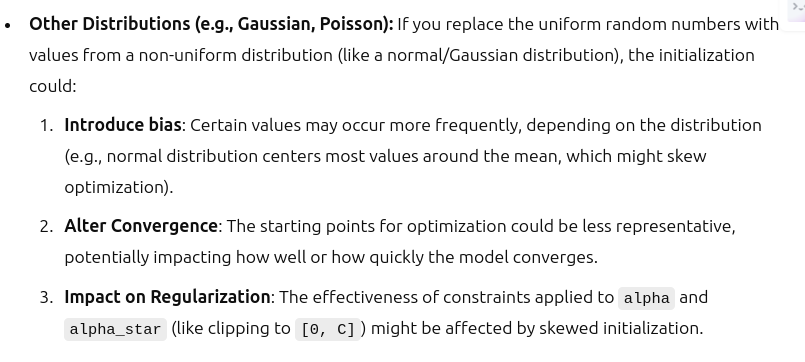 • Other Distributions (e.g., Gaussian, Poisson): If you replace the uniform random numbers with
values from a non-uniform distribution (like a normal/Gaussian distribution), the initialization
could:
1. Introduce bias: Certain values may occur more frequently, depending on the distribution
(e.g., normal distribution centers most values around the mean, which might skew
optimization).
2. Alter Convergence: The starting points for optimization could be less representative,
potentially impacting how well or how quickly the model converges.
3. Impact on Regularization: The effectiveness of constraints applied to alpha and
alpha_star (like clipping to [0, C]) might be affected by skewed initialization.